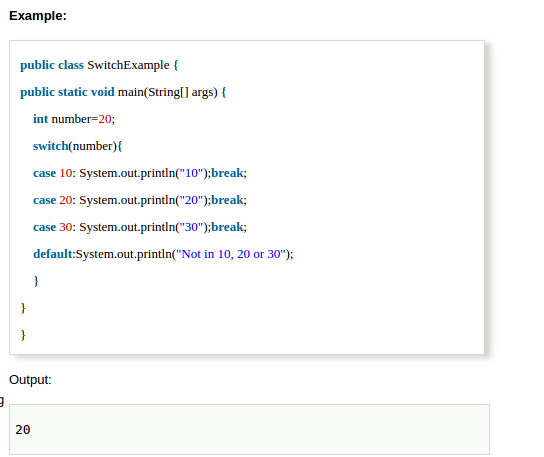 Example:
public class SwitchExample {
public static void main(String[] args) {
int number=20;
switch(number){
case 10: System.out.println("10");break;
case 20: System.out.println("20");break;
case 30: System.out.println("30");break;
default:System.out.println("Not in 10, 20 or 30");
}
}
}
Output:
g
20